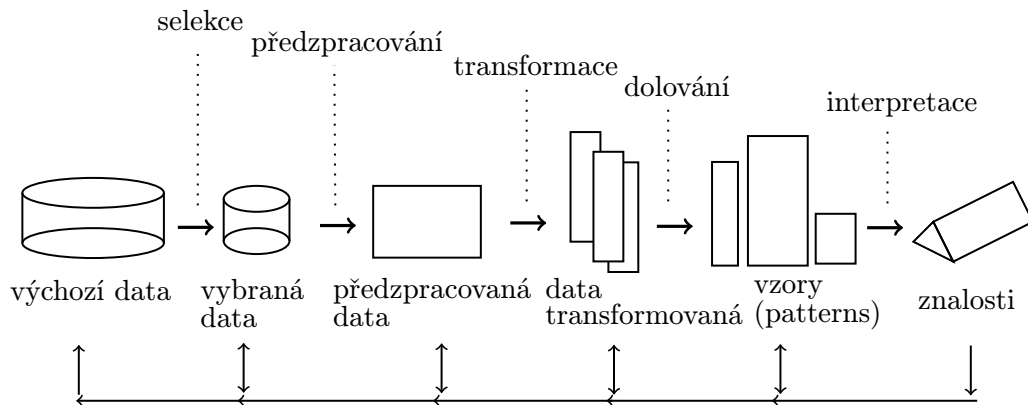 selekce
předzpracování
transformace
dolování
interpretace
výchozí data
vybraná
data
předzpracovaná
data
data
transformovaná
vzory
(patterns)
znalosti